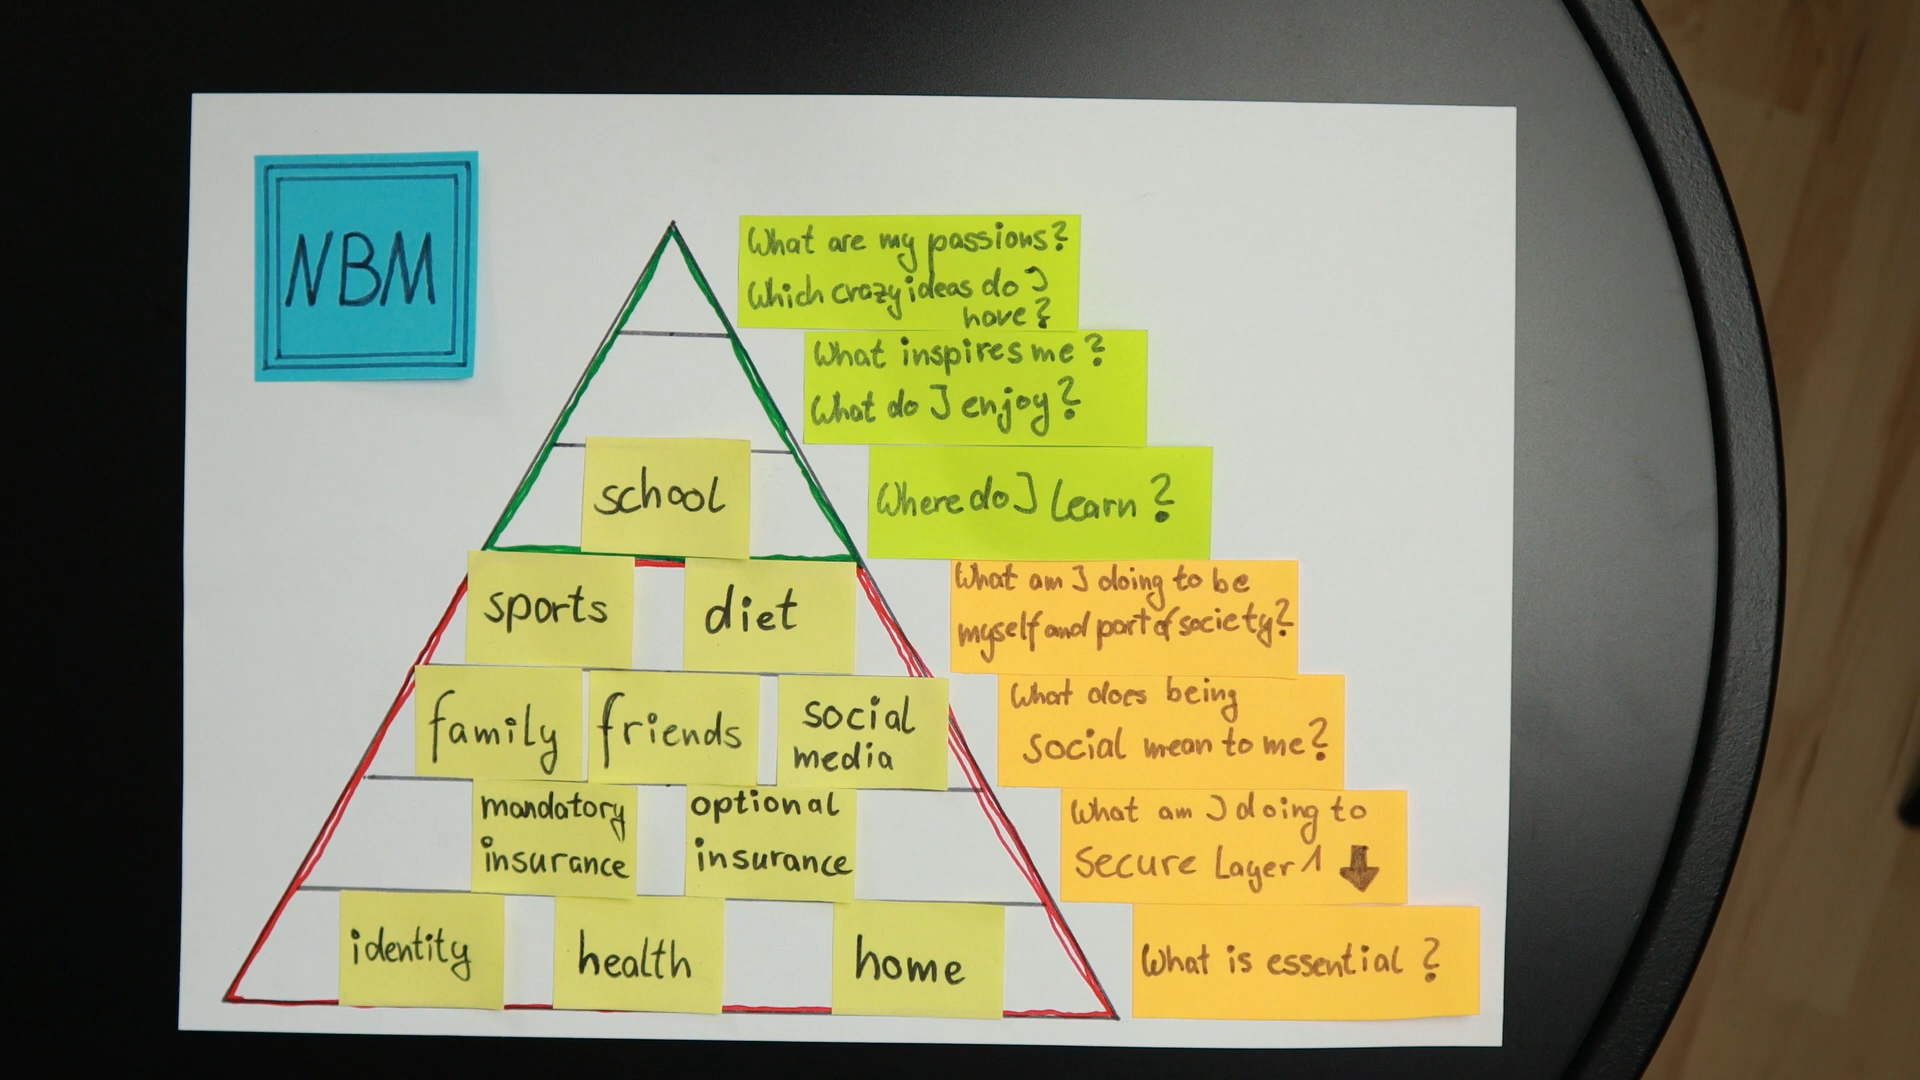 NBM
What are my passions?
Which crazy ideas do I
have?
What inspires me?
What do I enjoy?
school
Where do I learn?
sports
diet
What am I doing to be
myself and part of society?
family
friends
social
media
What does being
social mean to me?
mandatory
insurance
optional
insurance
What am I doing to
secure Layer 1
identity
health
home
What is essential?